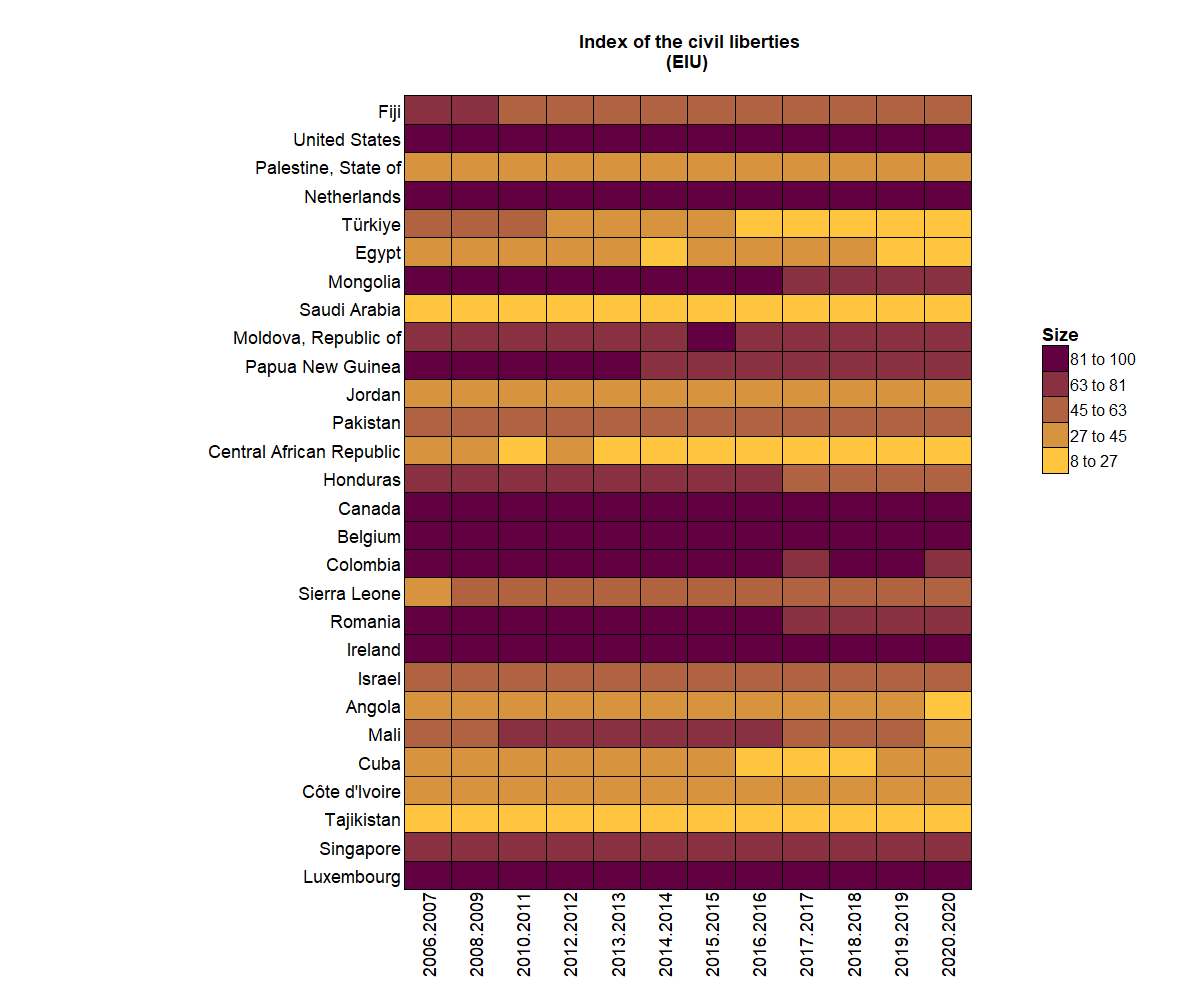 Index of the civil liberties
(EIU)
Fiji
United States
Palestine, State of
Netherlands
Türkiye
Egypt
Mongolia
Saudi Arabia
Moldova, Republic of
Papua New Guinea
Jordan
Pakistan
Central African Republic
Honduras
Canada
Belgium
Colombia
Sierra Leone
Romania
Ireland
Israel
Angola
Mali
Cuba
Côte d'Ivoire
Tajikistan
Singapore
Luxembourg
2006.2007
2008.2009
2010.2011
2012.2012
2013.2013
2014.2014
2015.2015
2016.2016
2017.2017
2018.2018
2019.2019
2020.2020
Size
81 to 100
63 to 81
45 to 63
27 to 45
8 to 27